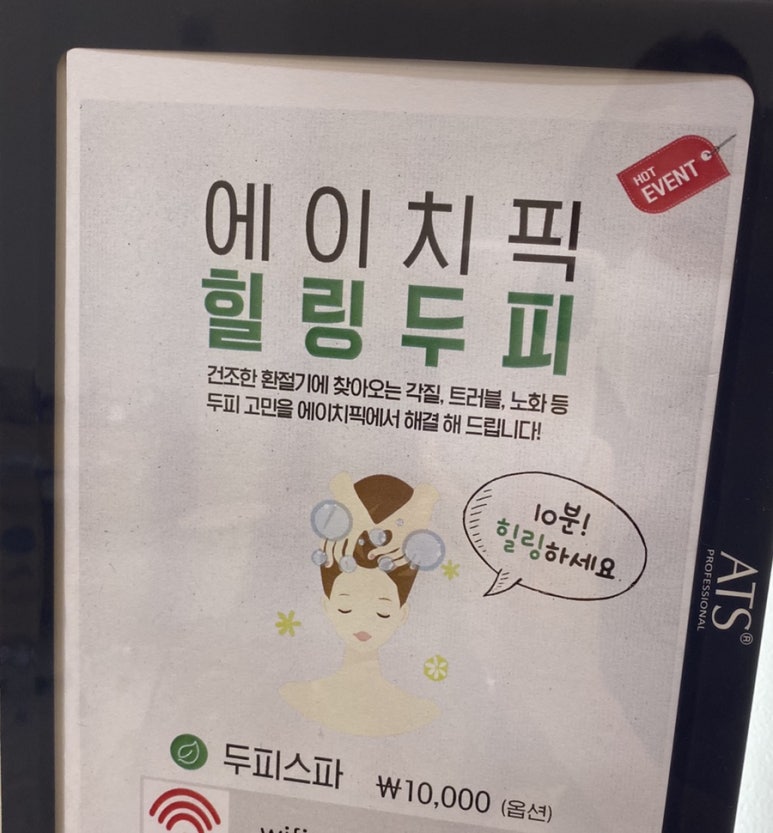 HOT
EVENT
에이치픽
힐링두피
건조한 환절기에 찾아오는 각질, 트러블, 노화 등
두피 고민을 에이치픽에서 해결 해 드립니다!
10분!
힐링하세요
ATS®
PROFESSIONAL
두피스파 ₩10,000 (옵션)
wifi